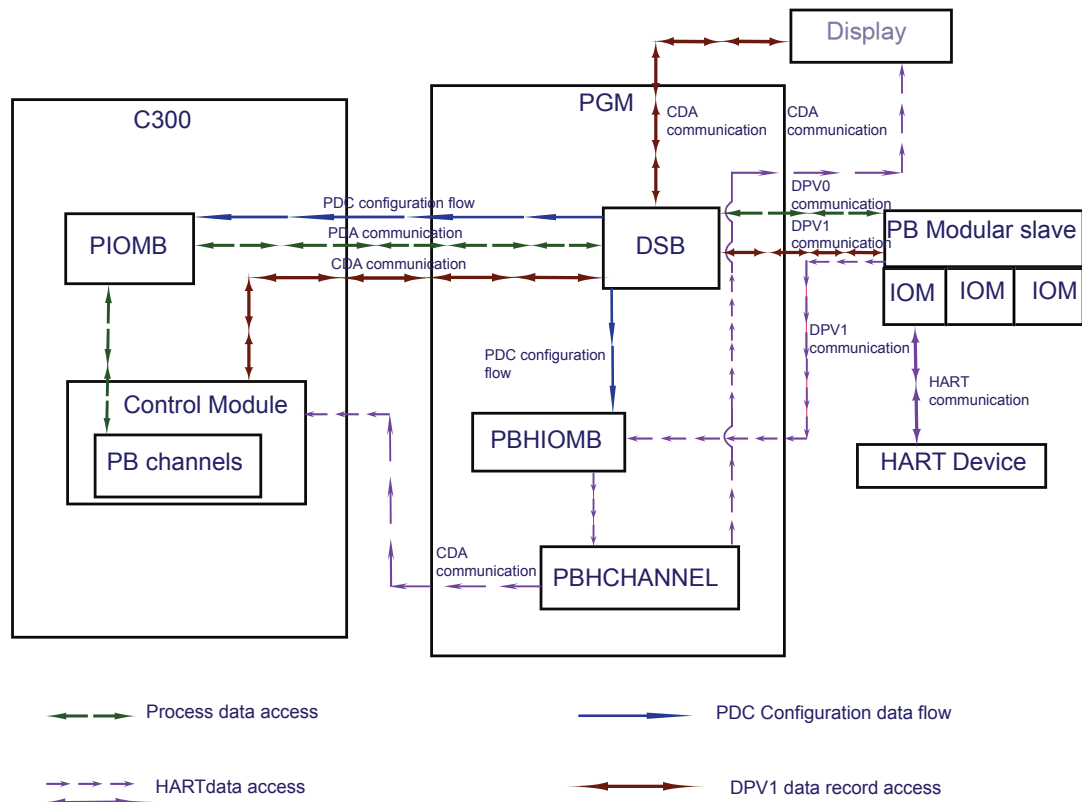 Display
C300
PGM
CDA
communication
CDA
communication
PDC configuration flow
PIOMB
PDA communication
CDA communication
DSB
DPV0
communication
DPV1
communication
PB Modular slave
IOM
IOM
IOM
PDC configuration
flow
DPV1
communication
HART
communication
Control Module
PB channels
PBHIOMB
HART Device
CDA
communication
PBHCHANNEL
Process data access
PDC Configuration data flow
HARTdata access
DPV1 data record access